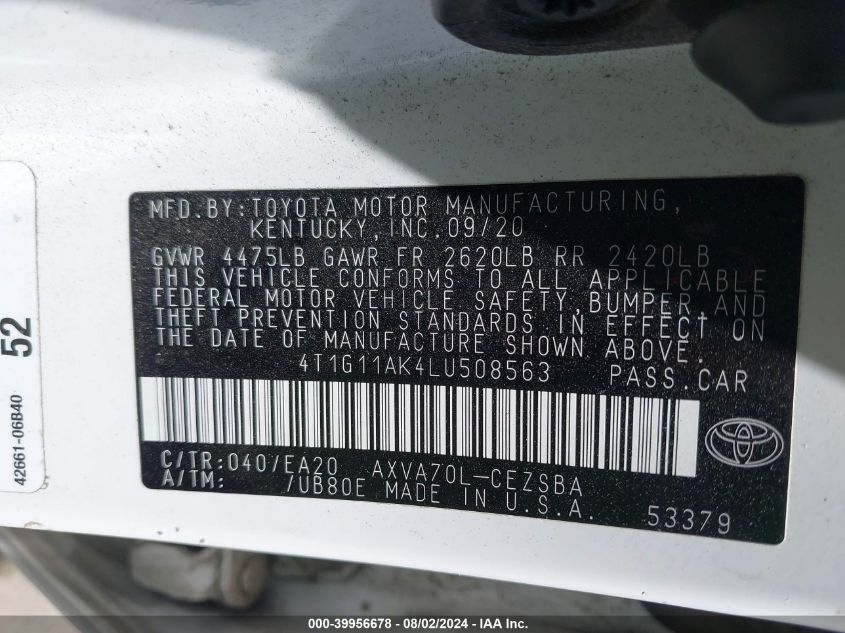 MFD.BY:TOYOTA MOTOR MANUFACTURING,
KENTUCKY,INC.09/20
GVWR 4475LB GAWR FR 2620LB RR 2420LB
THIS VEHICLE CONFORMS TO ALL APPLICABLE
FEDERAL MOTOR VEHICLE SAFETY,BUMPER,AND
THEFT PREVENTION STANDARDS IN EFFECT ON
THE DATE OF MANUFACTURE SHOWN ABOVE.
4T1G11AK4LU508563 PASS.CAR
C/TR:040/EA20 AXVA70L-CEZSBA
A/TM: /UB80E MADE IN U.S.A.
53379
52
42661-06B40
000-39956678 - 08/02/2024 - IAA Inc.